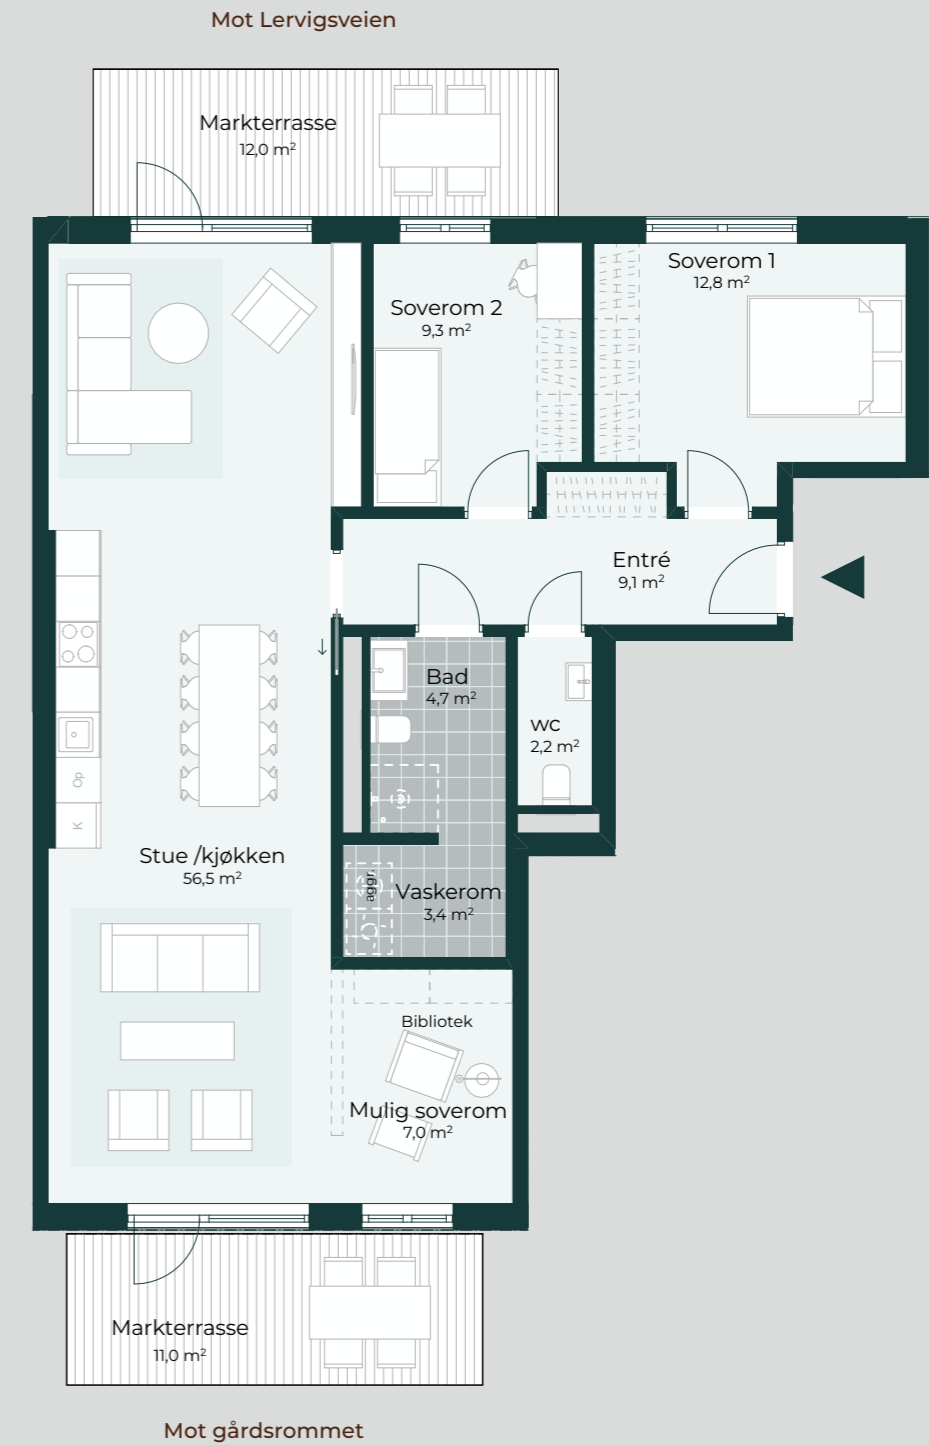 Mot Lervigsveien
Markterrasse
12,0 m²
Soverom 1
12,8 m²
Soverom 2
9,3 m²
Entré
9,1 m²
Bad
4,7 m²
WC
2,2 m²
Op
K
Stue /kjøkken
56,5 m²
aggr.
Vaskerom
3,4 m²
Bibliotek
Mulig soverom
7,0 m²
Markterrasse
11,0 m²
Mot gårdsrommet